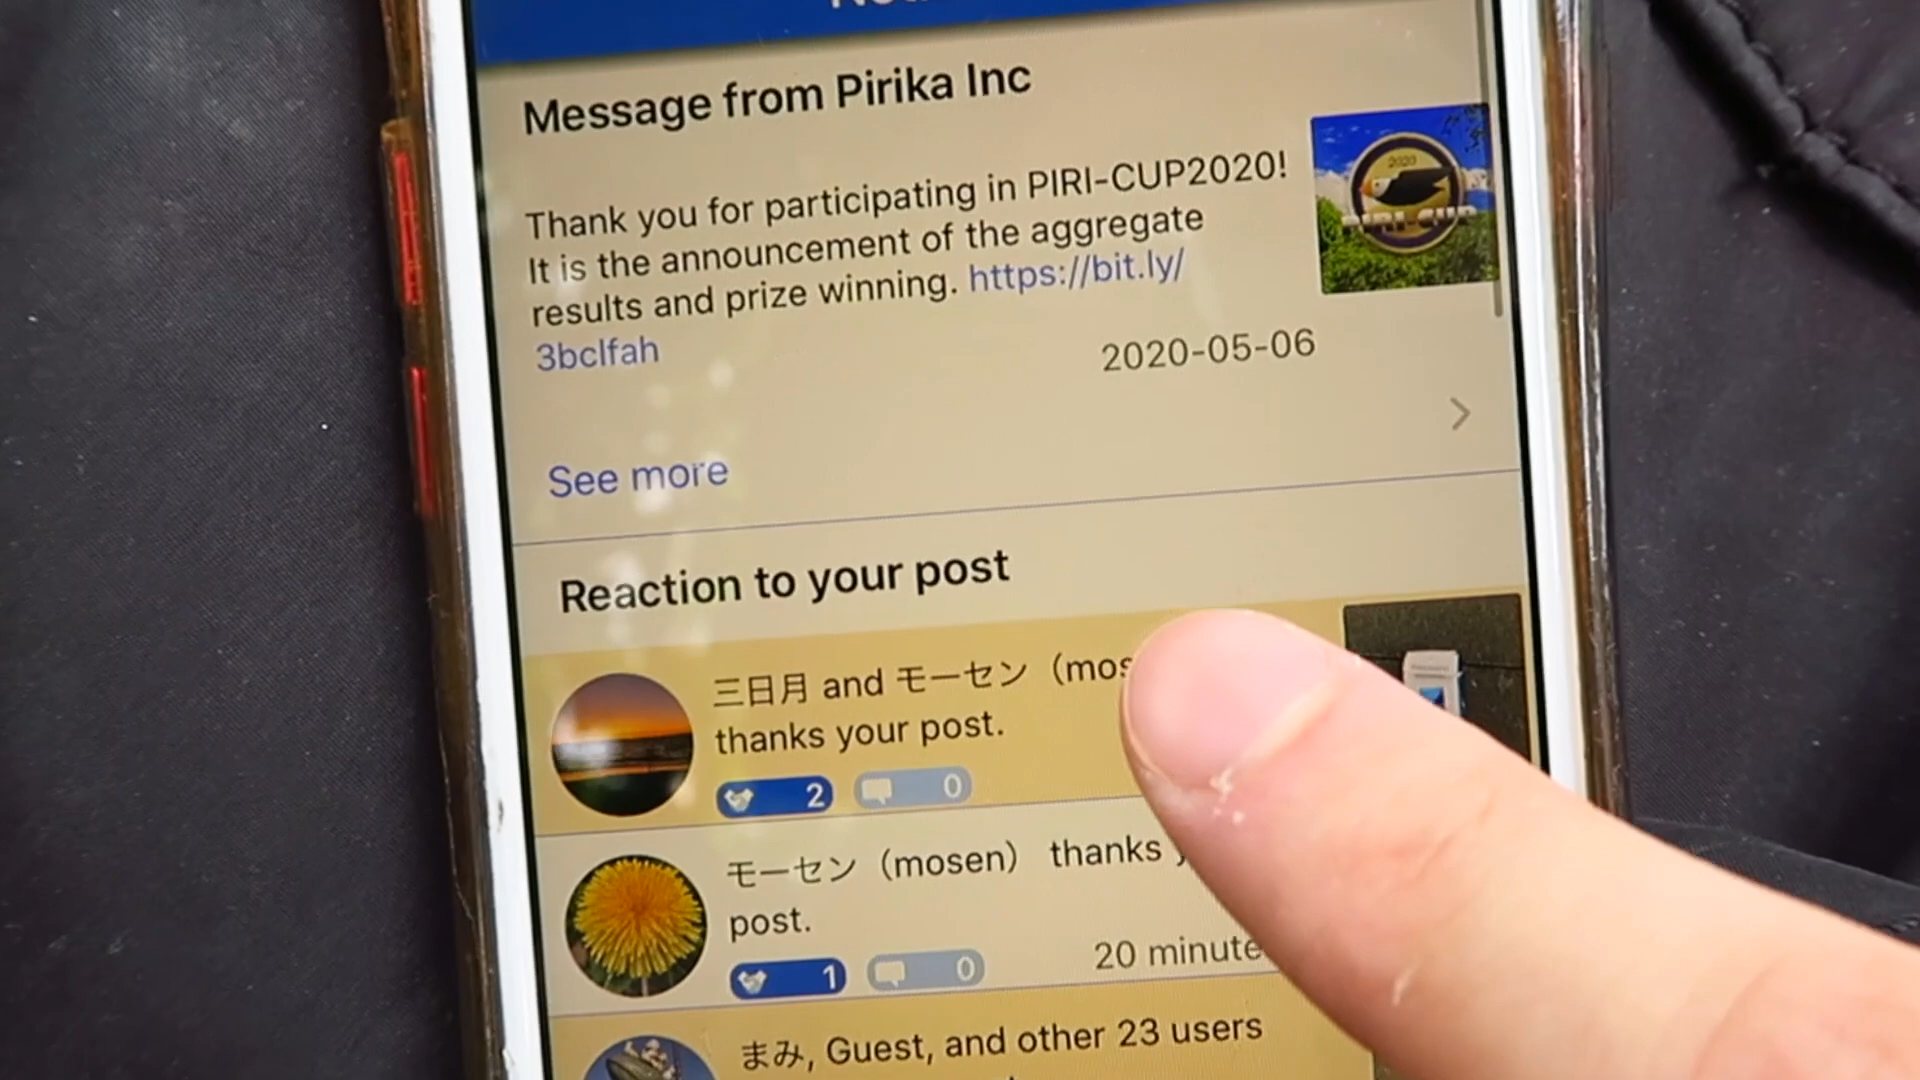 Message from Pirika Inc
Thank you for participating in PIRI-CUP2020!
It is the announcement of the aggregate
results and prize winning. https://bit.ly/
3bclfah
2020-05-06
2020
PIRI-CUP
See more
Reaction to your post
三日月 and モーセン（mos
thanks your post.
2 0
モーセン（mosen） thanks
post.
1 0
20 minute
まみ, Guest, and other 23 users